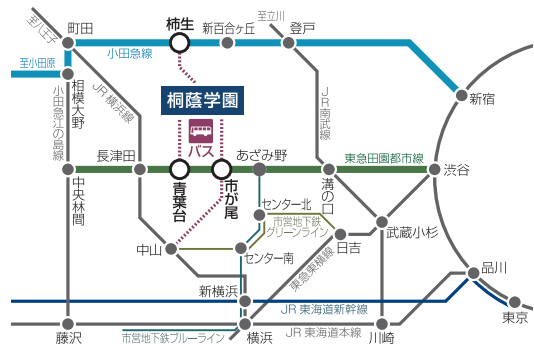 至八王子
町田
柿生
新百合ヶ丘
至立川
登戸
小田急線
至小田原
相模大野
JR横浜線
小田急江の島線
桐蔭学園
バス
JR南武線
新宿
長津田
あざみ野
東急田園都市線
渋谷
中央林間
青葉台
市が尾
溝の口
センター北
市営地下鉄
グリーンライン
武蔵小杉
中山
センター南
日吉
東急東横線
品川
新横浜
JR 東海道新幹線
東京
市営地下鉄ブルーライン
JR 東海道本線
藤沢
横浜
川崎